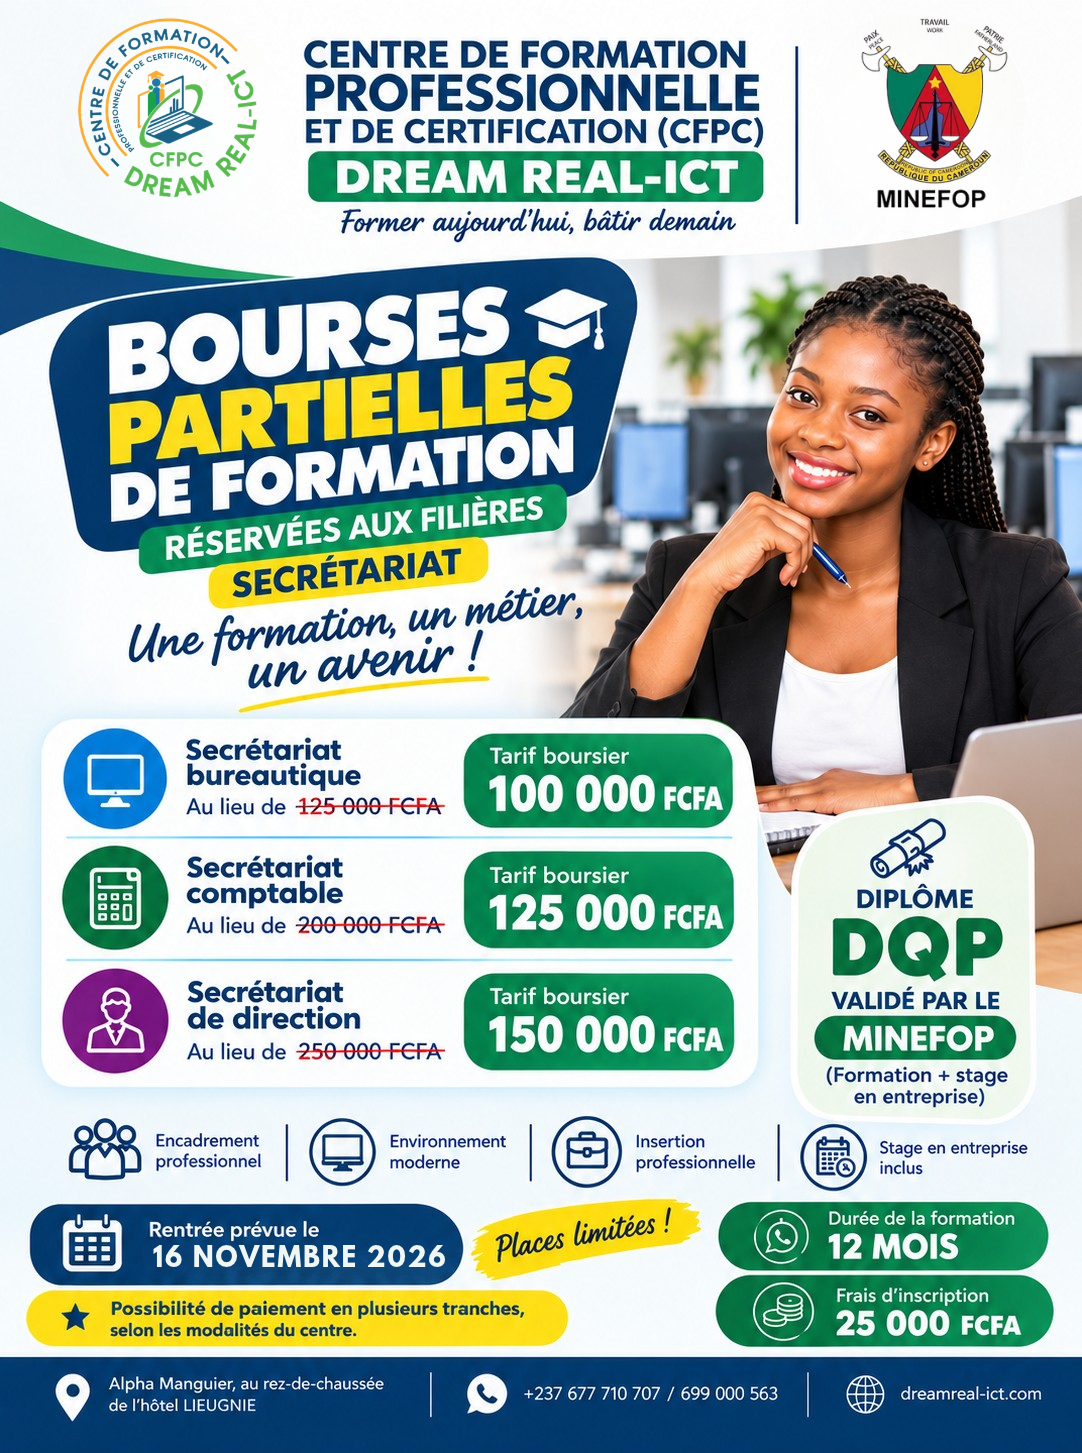 CENTRE DE FORMATION
PROFESSIONNELLE ET DE CERTIFICATION
CFPC
DREAM REAL-ICT
CENTRE DE FORMATION
PROFESSIONNELLE
ET DE CERTIFICATION (CFPC)
DREAM REAL-ICT
Former aujourd'hui, bâtir demain
TRAVAIL
WORK
PAIX
PEACE
PATRIE
FATHERLAND
REPUBLIC OF CAMEROON
REPUBLIQUE DU CAMEROUN
MINEFOP
BOURSES
PARTIELLES
DE FORMATION
RÉSERVÉES AUX FILIÈRES
SECRÉTARIAT
Une formation, un métier,
un avenir !
Secrétariat
bureautique
Au lieu de 125 000 FCFA
Tarif boursier
100 000 FCFA
Secrétariat
comptable
Au lieu de 200 000 FCFA
Tarif boursier
125 000 FCFA
Secrétariat
de direction
Au lieu de 250 000 FCFA
Tarif boursier
150 000 FCFA
DIPLÔME
DQP
VALIDÉ PAR LE
MINEFOP
(Formation + stage
en entreprise)
Encadrement
professionnel
Environnement
moderne
Insertion
professionnelle
Stage en entreprise
inclus
Rentrée prévue le
16 NOVEMBRE 2026
Places limitées !
Durée de la formation
12 MOIS
Possibilité de paiement en plusieurs tranches,
selon les modalités du centre.
Frais d'inscription
25 000 FCFA
Alpha Manguier, au rez-de-chaussée
de l'hôtel LIEUGNIE
+237 677 710 707 / 699 000 563
dreamreal-ict.com